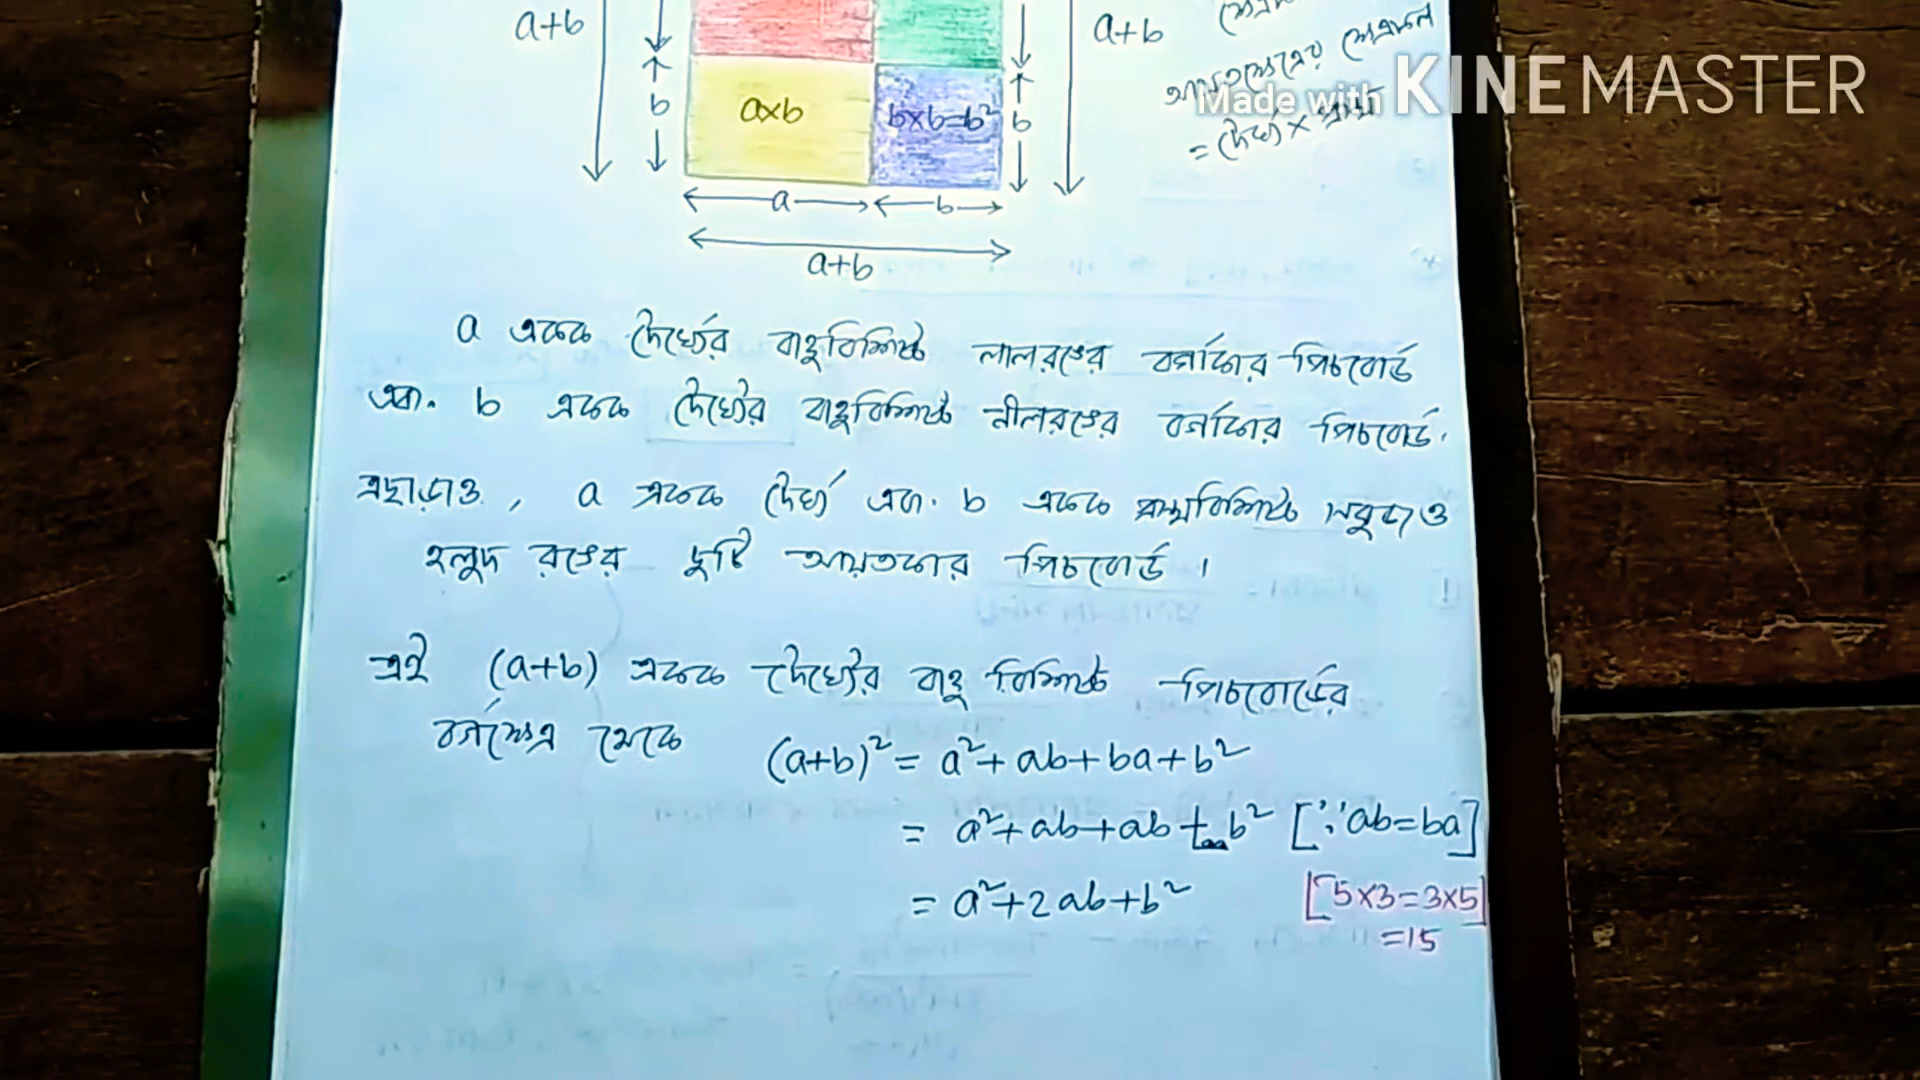 a+b
b
a×b
b×b=b²
b
a+b
আয়তক্ষেত্রের ক্ষেত্রফল
= দৈর্ঘ্য × প্রস্থ
Made with KINEMASTER
a
b
a+b
a একক দৈর্ঘ্যের বাহুবিশিষ্ট লালরঙের বর্গাকার পিচবোর্ড
এবং b একক দৈর্ঘ্যের বাহুবিশিষ্ট নীলরঙের বর্গাকার পিচবোর্ড।
এছাড়াও, a একক দৈর্ঘ্য এবং b একক প্রস্থবিশিষ্ট সবুজ ও
হলুদ রঙের দুটি আয়তাকার পিচবোর্ড।
এই (a+b) একক দৈর্ঘ্যের বাহু বিশিষ্ট পিচবোর্ডের
বর্গক্ষেত্র থেকে (a+b)² = a²+ab+ba+b²
= a²+ab+ab+b² [∵ab=ba]
= a²+2ab+b² [5×3=3×5]
=15